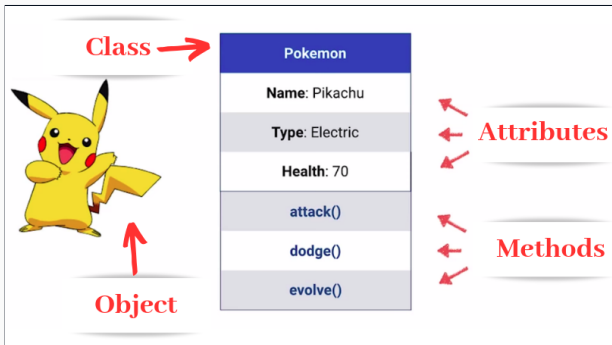 Class
Pokemon
Name: Pikachu
Type: Electric
Health: 70
Attributes
attack()
dodge()
evolve()
Methods
Object